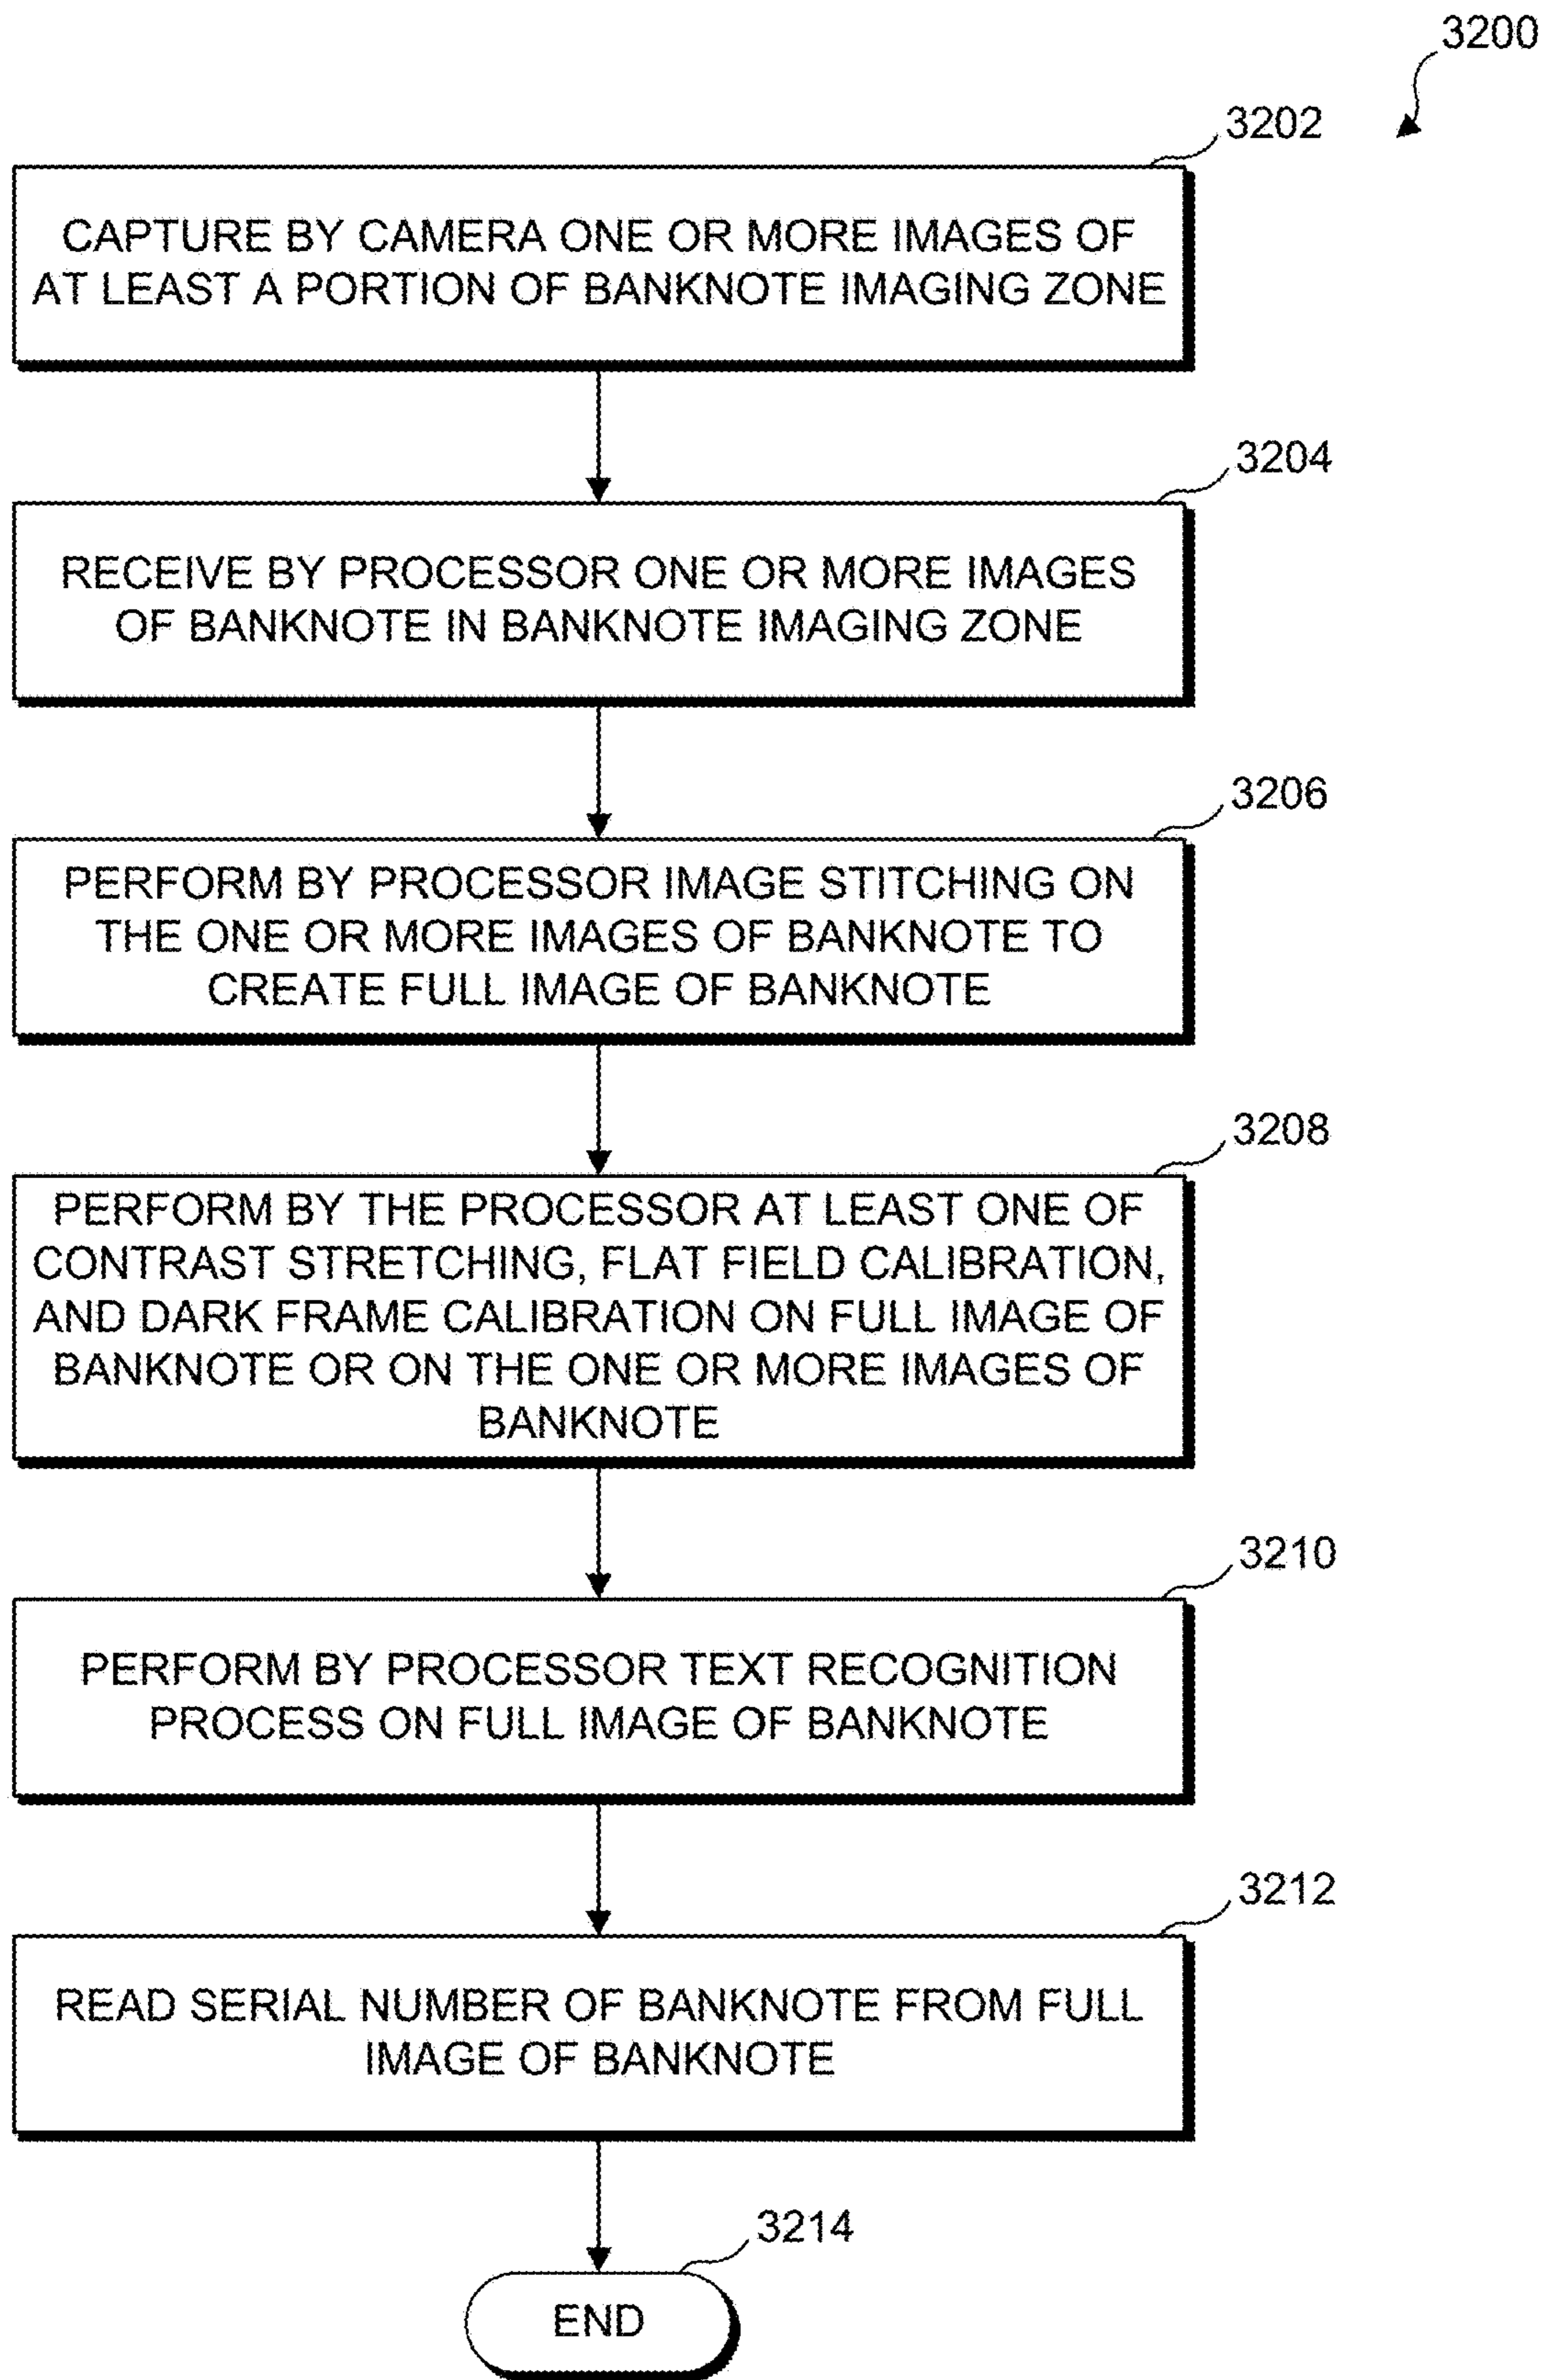 3200
3202
CAPTURE BY CAMERA ONE OR MORE IMAGES OF
AT LEAST A PORTION OF BANKNOTE IMAGING ZONE
3204
RECEIVE BY PROCESSOR ONE OR MORE IMAGES
OF BANKNOTE IN BANKNOTE IMAGING ZONE
3206
PERFORM BY PROCESSOR IMAGE STITCHING ON
THE ONE OR MORE IMAGES OF BANKNOTE TO
CREATE FULL IMAGE OF BANKNOTE
3208
PERFORM BY THE PROCESSOR AT LEAST ONE OF
CONTRAST STRETCHING, FLAT FIELD CALIBRATION,
AND DARK FRAME CALIBRATION ON FULL IMAGE OF
BANKNOTE OR ON THE ONE OR MORE IMAGES OF
BANKNOTE
3210
PERFORM BY PROCESSOR TEXT RECOGNITION
PROCESS ON FULL IMAGE OF BANKNOTE
3212
READ SERIAL NUMBER OF BANKNOTE FROM FULL
IMAGE OF BANKNOTE
3214
END